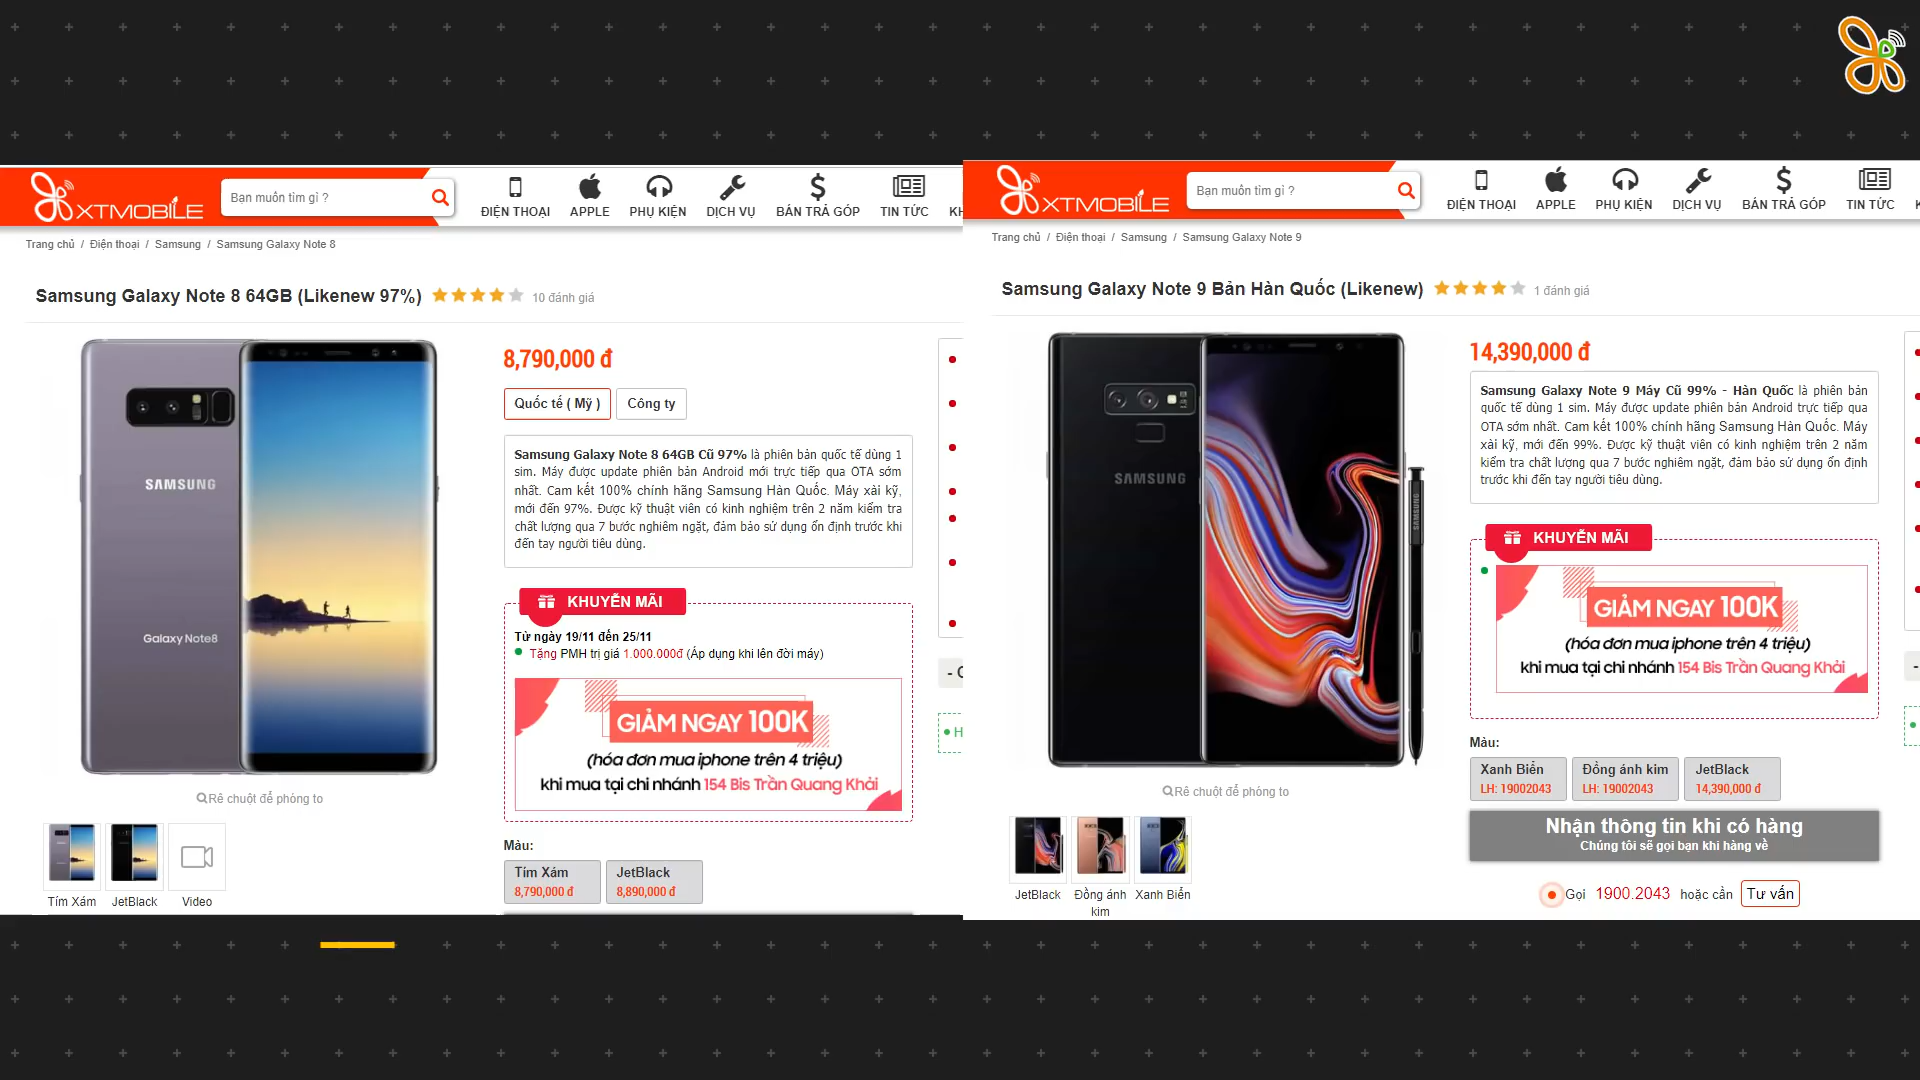 XTMOBILE
Bạn muốn tìm gì ?
ĐIỆN THOẠI
APPLE
PHỤ KIỆN
DỊCH VỤ
BÁN TRẢ GÓP
TIN TỨC
KH
Trang chủ / Điện thoại / Samsung / Samsung Galaxy Note 8
Samsung Galaxy Note 8 64GB (Likenew 97%)
10 đánh giá
SAMSUNG
Galaxy Note8
Rê chuột để phóng to
Tím Xám
JetBlack
Video
8,790,000 đ
Quốc tế ( Mỹ )
Công ty
Samsung Galaxy Note 8 64GB Cũ 97% là phiên bản quốc tế dùng 1
sim. Máy được update phiên bản Android mới trực tiếp qua OTA sớm
nhất. Cam kết 100% chính hãng Samsung Hàn Quốc. Máy xài kỹ,
mới đến 97%. Được kỹ thuật viên có kinh nghiệm trên 2 năm kiểm tra
chất lượng qua 7 bước nghiêm ngặt, đảm bảo sử dụng ổn định trước khi
đến tay người tiêu dùng.
KHUYẾN MÃI
Từ ngày 19/11 đến 25/11
Tặng PMH trị giá 1.000.000đ (Áp dụng khi lên đời máy)
GIẢM NGAY 100K
(hóa đơn mua iphone trên 4 triệu)
khi mua tại chi nhánh 154 Bis Trần Quang Khải
Màu:
Tím Xám
8,790,000 đ
JetBlack
8,890,000 đ
XTMOBILE
Bạn muốn tìm gì ?
ĐIỆN THOẠI
APPLE
PHỤ KIỆN
DỊCH VỤ
BÁN TRẢ GÓP
TIN TỨC
Trang chủ / Điện thoại / Samsung / Samsung Galaxy Note 9
Samsung Galaxy Note 9 Bản Hàn Quốc (Likenew)
1 đánh giá
SAMSUNG
SAMSUNG
Rê chuột để phóng to
JetBlack
Đồng ánh
kim
Xanh Biển
14,390,000 đ
Samsung Galaxy Note 9 Máy Cũ 99% - Hàn Quốc là phiên bản
quốc tế dùng 1 sim. Máy được update phiên bản Android trực tiếp qua
OTA sớm nhất. Cam kết 100% chính hãng Samsung Hàn Quốc. Máy
xài kỹ, mới đến 99%. Được kỹ thuật viên có kinh nghiệm trên 2 năm
kiểm tra chất lượng qua 7 bước nghiêm ngặt, đảm bảo sử dụng ổn định
trước khi đến tay người tiêu dùng.
KHUYẾN MÃI
GIẢM NGAY 100K
(hóa đơn mua iphone trên 4 triệu)
khi mua tại chi nhánh 154 Bis Trần Quang Khải
Màu:
Xanh Biển
LH: 19002043
Đồng ánh kim
LH: 19002043
JetBlack
14,390,000 đ
Nhận thông tin khi có hàng
Chúng tôi sẽ gọi bạn khi hàng về
Gọi 1900.2043 hoặc cần Tư vấn